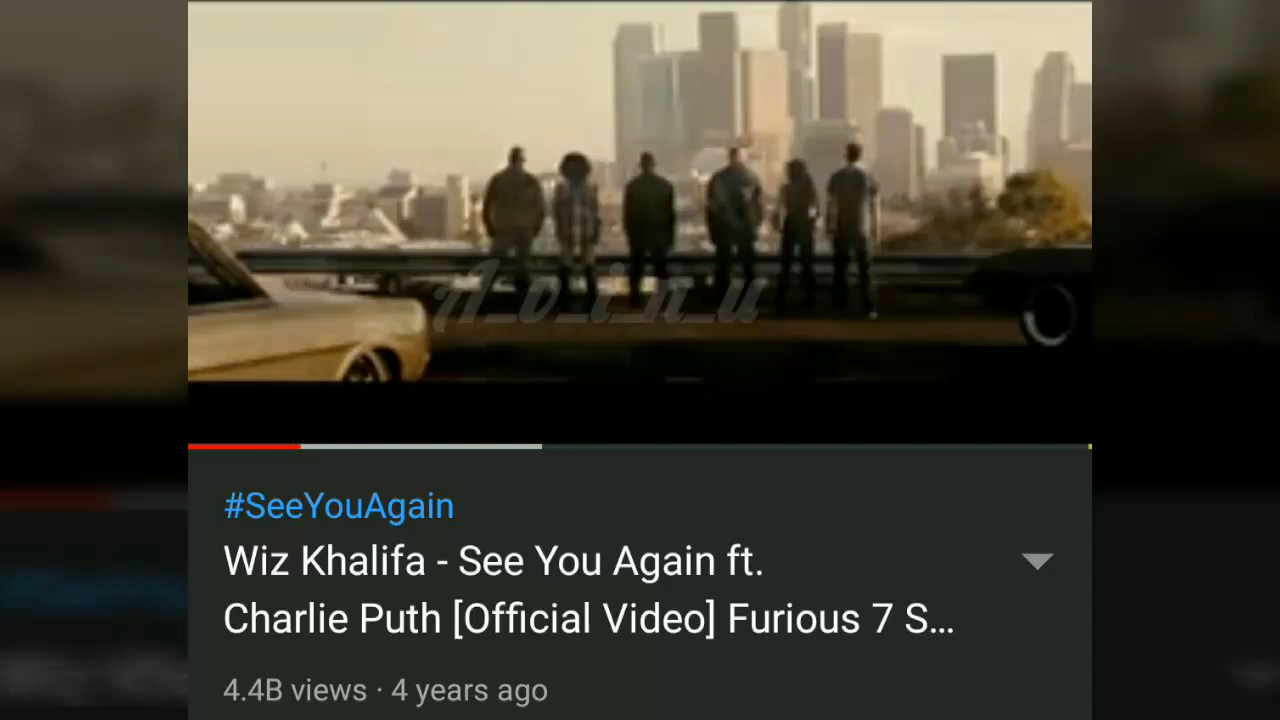 A_b_i_n_u
#SeeYouAgain
Wiz Khalifa - See You Again ft.
Charlie Puth [Official Video] Furious 7 S...
4.4B views · 4 years ago